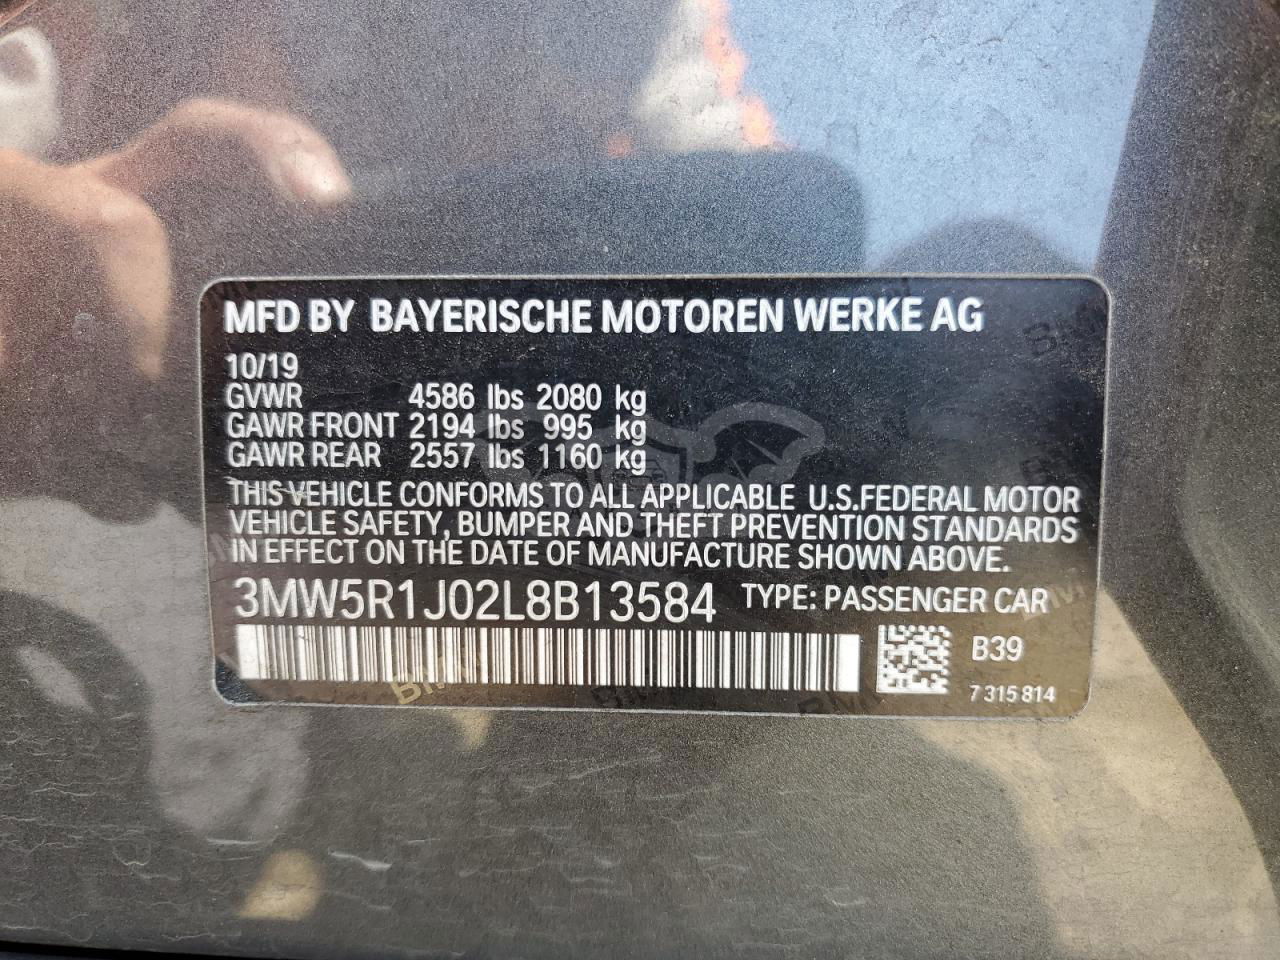 MFD BY BAYERISCHE MOTOREN WERKE AG
10/19
GVWR 4586 lbs 2080 kg
GAWR FRONT 2194 lbs 995 kg
GAWR REAR 2557 lbs 1160 kg
THIS VEHICLE CONFORMS TO ALL APPLICABLE U.S.FEDERAL MOTOR
VEHICLE SAFETY, BUMPER AND THEFT PREVENTION STANDARDS
IN EFFECT ON THE DATE OF MANUFACTURE SHOWN ABOVE.
3MW5R1J02L8B13584 TYPE: PASSENGER CAR
B39
7 315 814
BMW
BMW
BMW